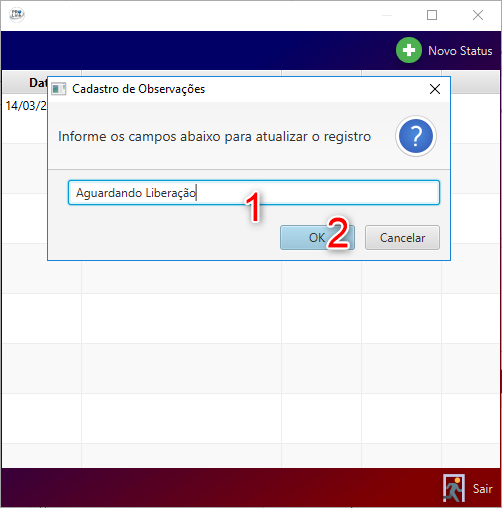 Novo Status
Dat
14/03/2
Cadastro de Observações
Informe os campos abaixo para atualizar o registro
?
Aguardando Liberação
1
OK
2
Cancelar
Sair